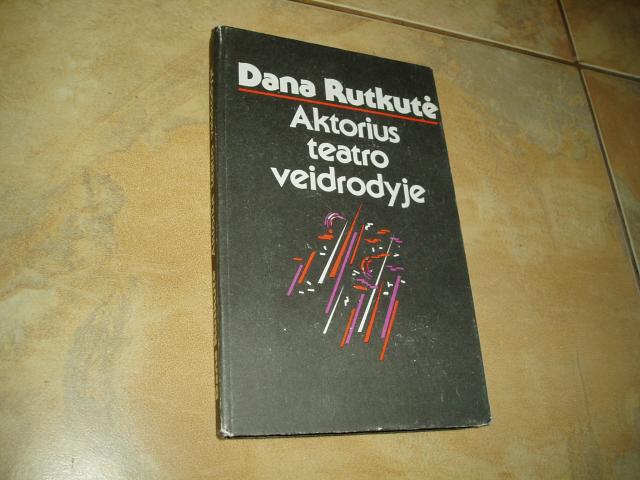 Dana Rutkutė
Aktorius
teatro
veidrodyje